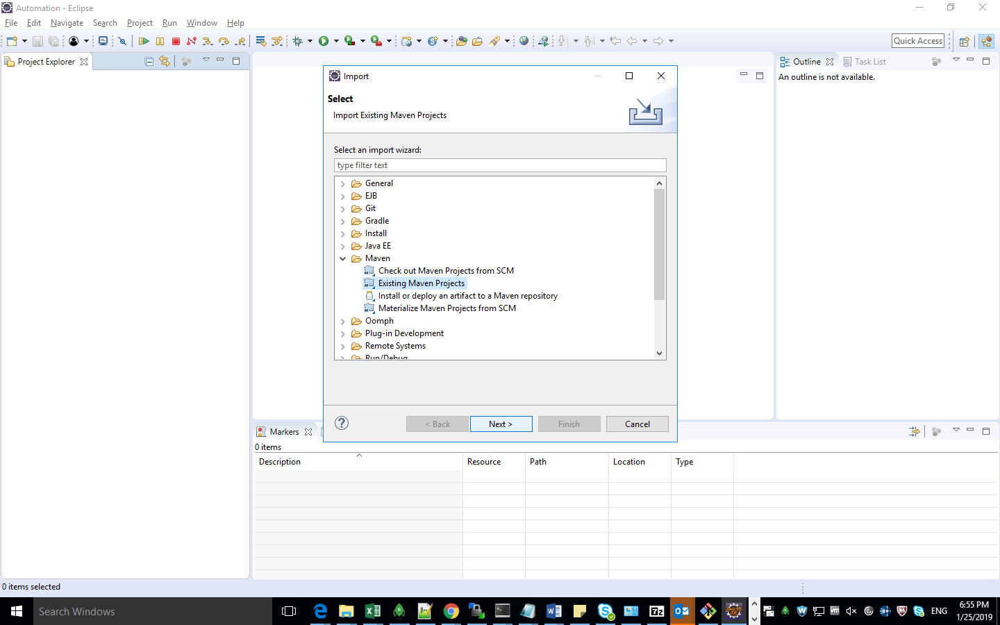 Automation - Eclipse
File Edit Navigate Search Project Run Window Help
Quick Access
Project Explorer
Outline Task List
An outline is not available.
Import
Select
Import Existing Maven Projects
Select an import wizard:
type filter text
General
EJB
Git
Gradle
Install
Java EE
Maven
Check out Maven Projects from SCM
Existing Maven Projects
Install or deploy an artifact to a Maven repository
Materialize Maven Projects from SCM
Oomph
Plug-in Development
Remote Systems
Run/Debug
< Back Next > Finish Cancel
Markers
0 items
Description Resource Path Location Type
0 items selected
Search Windows
ENG
6:55 PM
1/25/2019